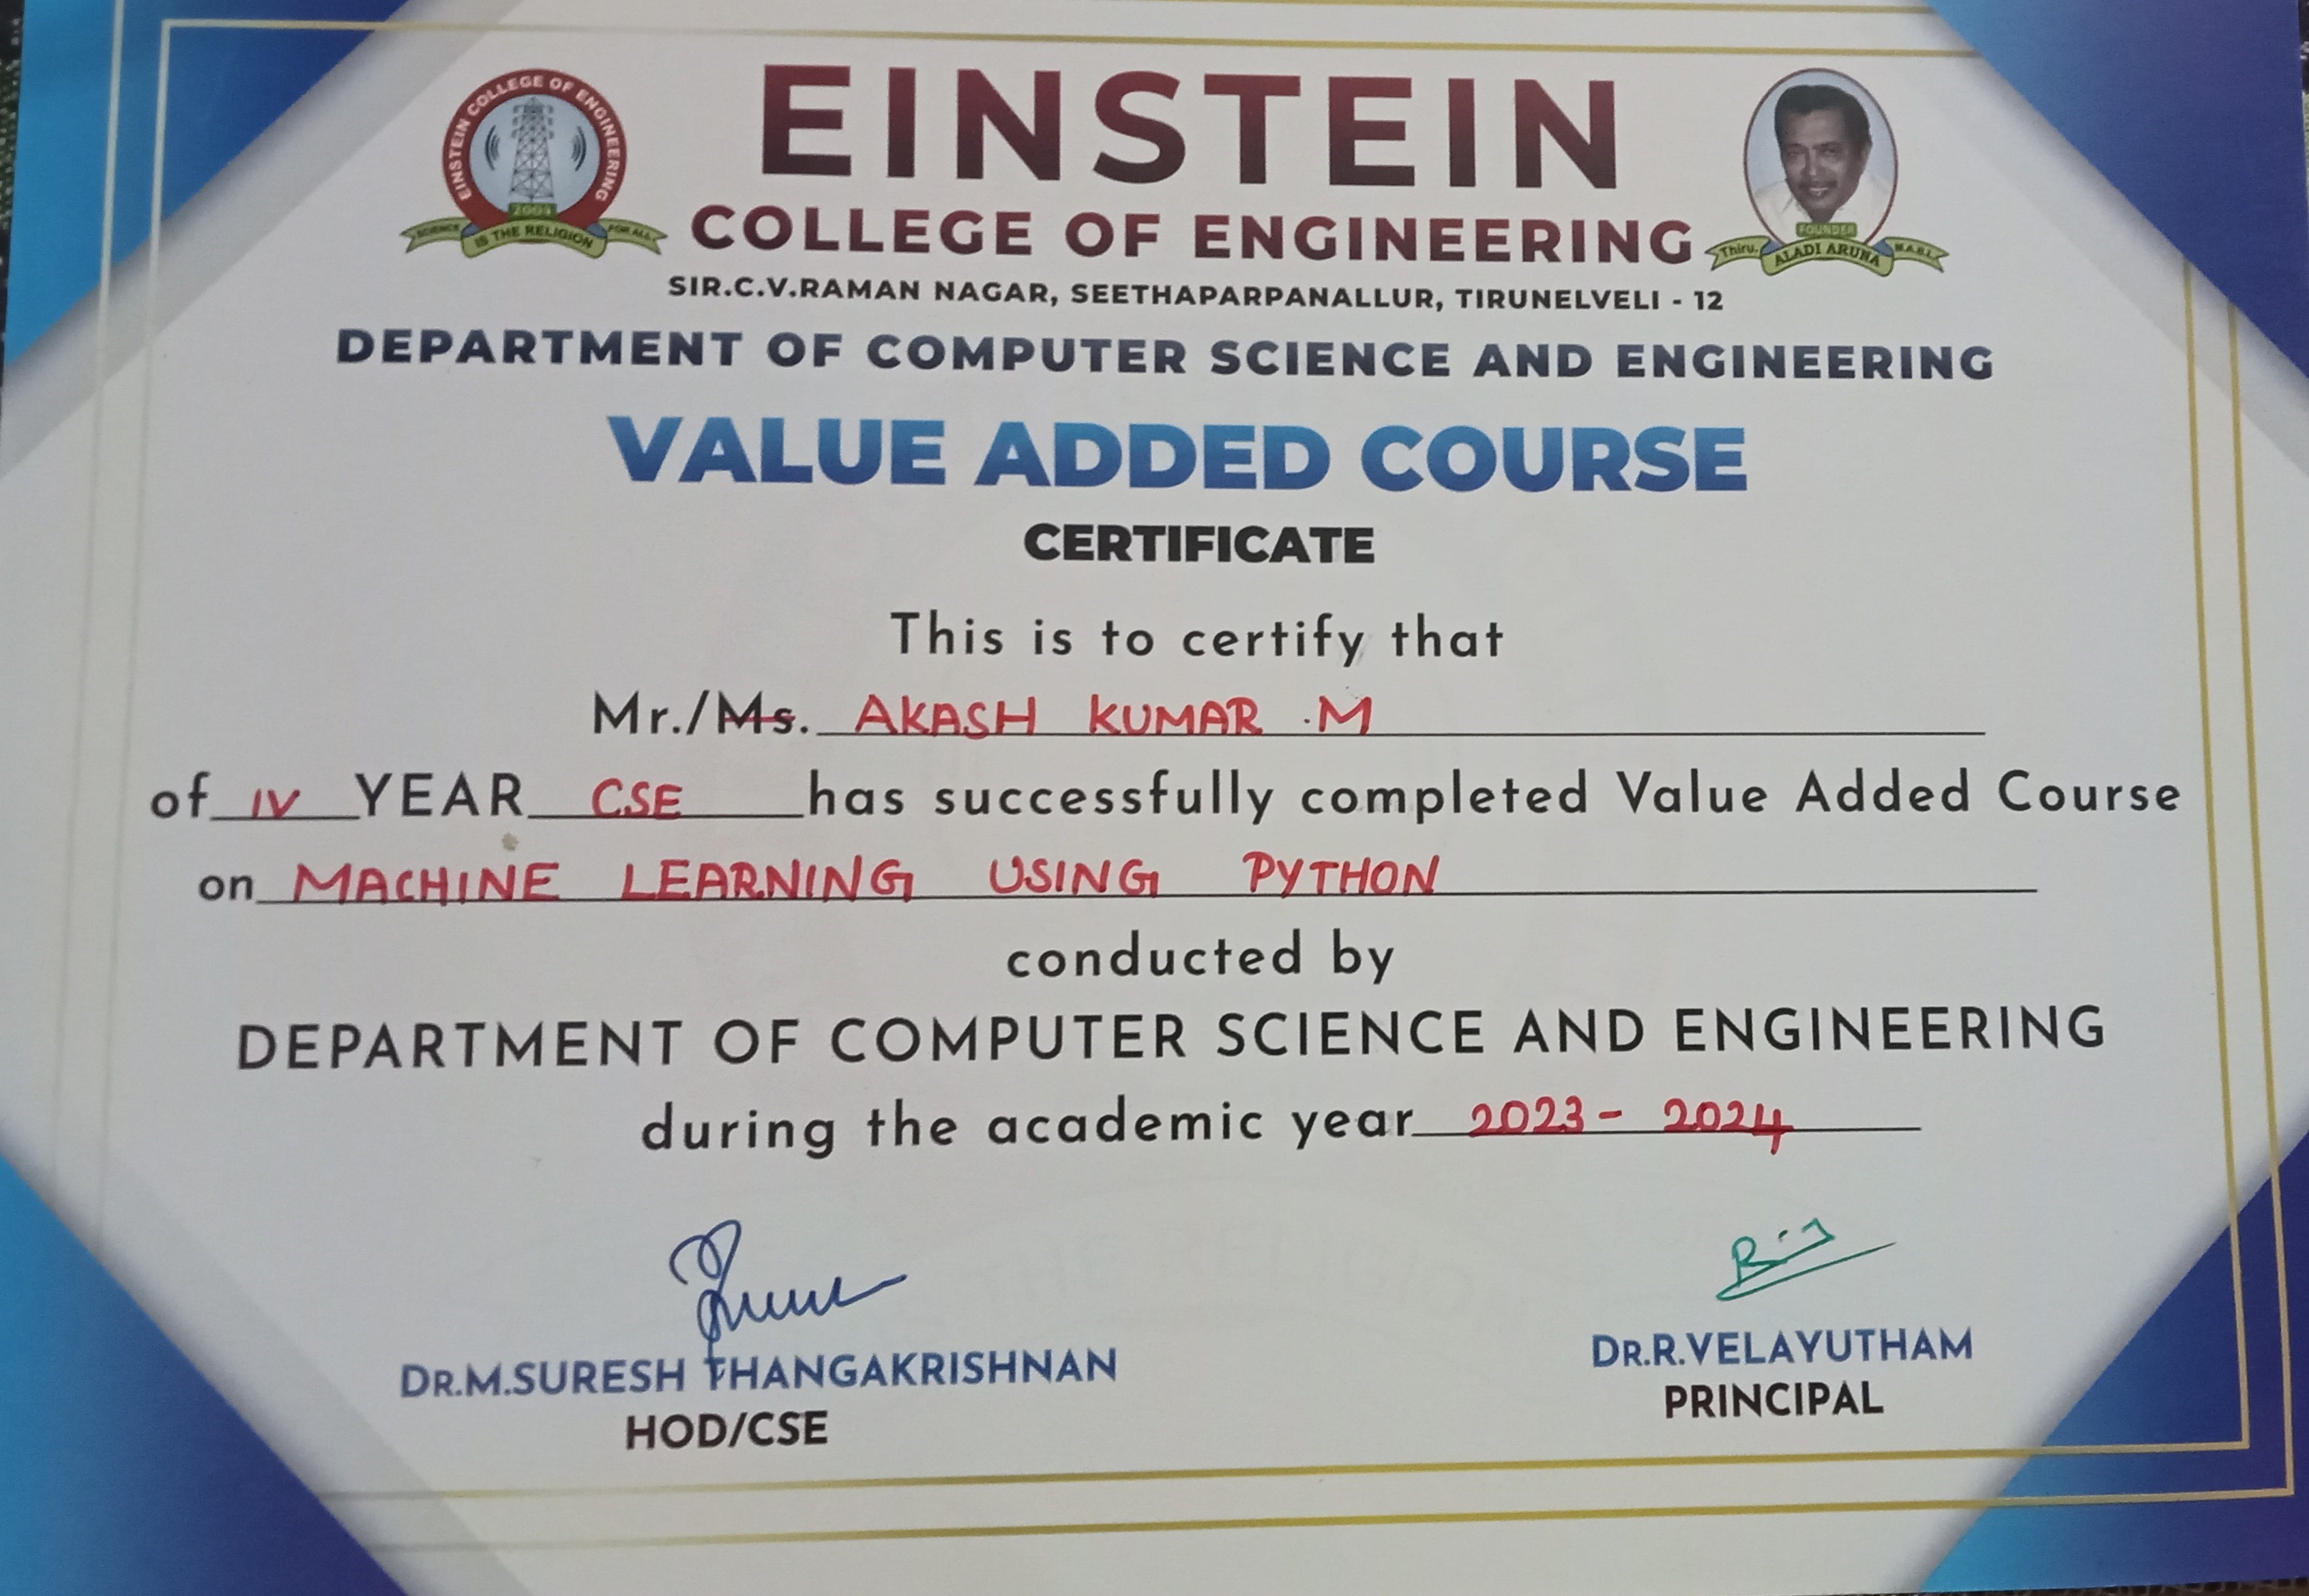 EINSTEIN COLLEGE OF ENGINEERING
2009
SCIENCE IS THE RELIGION FOR ALL
EINSTEIN
COLLEGE OF ENGINEERING
FOUNDER
Thiru. ALADI ARUNA M.A.B.L.
SIR.C.V.RAMAN NAGAR, SEETHAPARPANALLUR, TIRUNELVELI - 12
DEPARTMENT OF COMPUTER SCIENCE AND ENGINEERING
VALUE ADDED COURSE
CERTIFICATE
This is to certify that
Mr./Ms. AKASH KUMAR .M
of IV YEAR CSE has successfully completed Value Added Course
on MACHINE LEARNING USING PYTHON
conducted by
DEPARTMENT OF COMPUTER SCIENCE AND ENGINEERING
during the academic year 2023 - 2024
DR.M.SURESH THANGAKRISHNAN
HOD/CSE
DR.R.VELAYUTHAM
PRINCIPAL